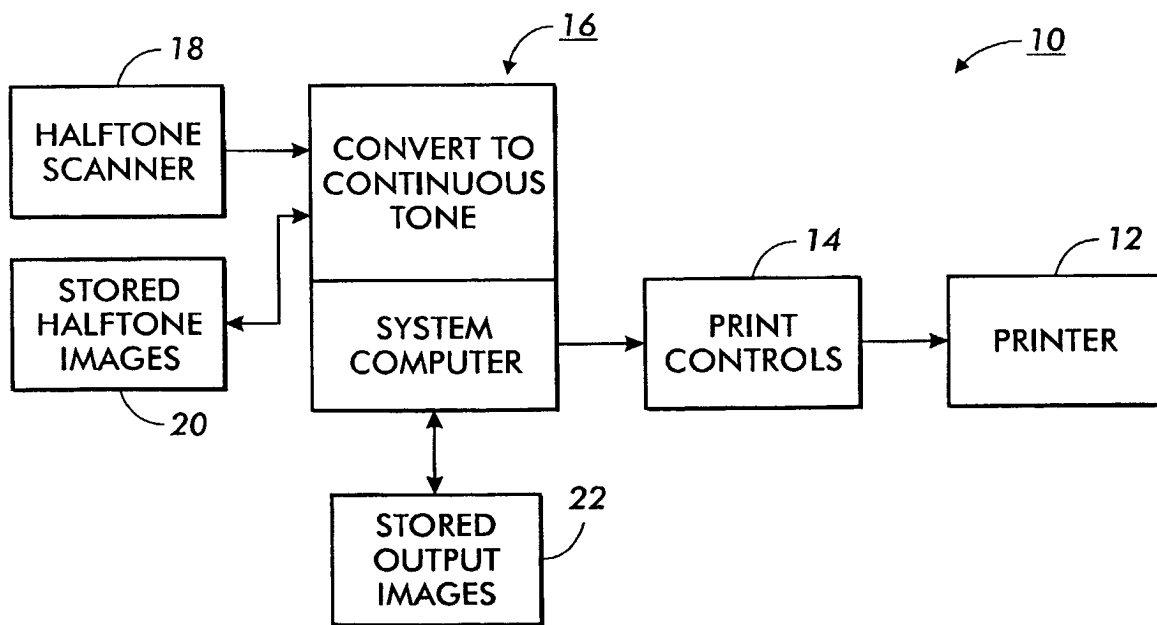 18
16
10
HALFTONE
SCANNER
CONVERT TO
CONTINUOUS
TONE
STORED
HALFTONE
IMAGES
20
SYSTEM
COMPUTER
14
PRINT
CONTROLS
12
PRINTER
22
STORED
OUTPUT
IMAGES